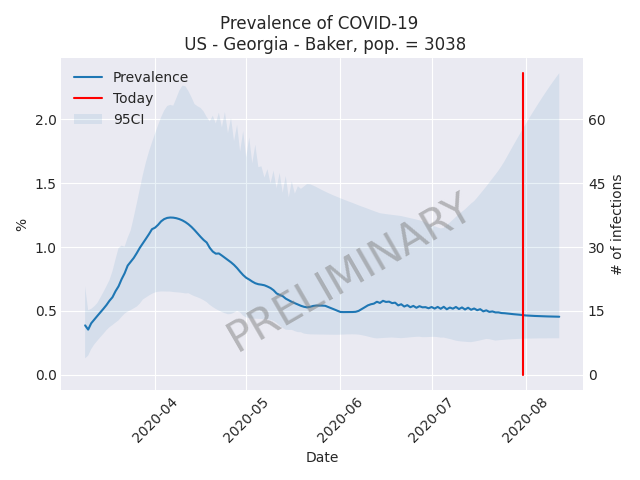 Prevalence of COVID-19
US - Georgia - Baker, pop. = 3038
Prevalence
Today
95CI
2.0
1.5
1.0
0.5
0.0
%
60
45
30
15
0
# of infections
PRELIMINARY
2020-04
2020-05
2020-06
2020-07
2020-08
Date